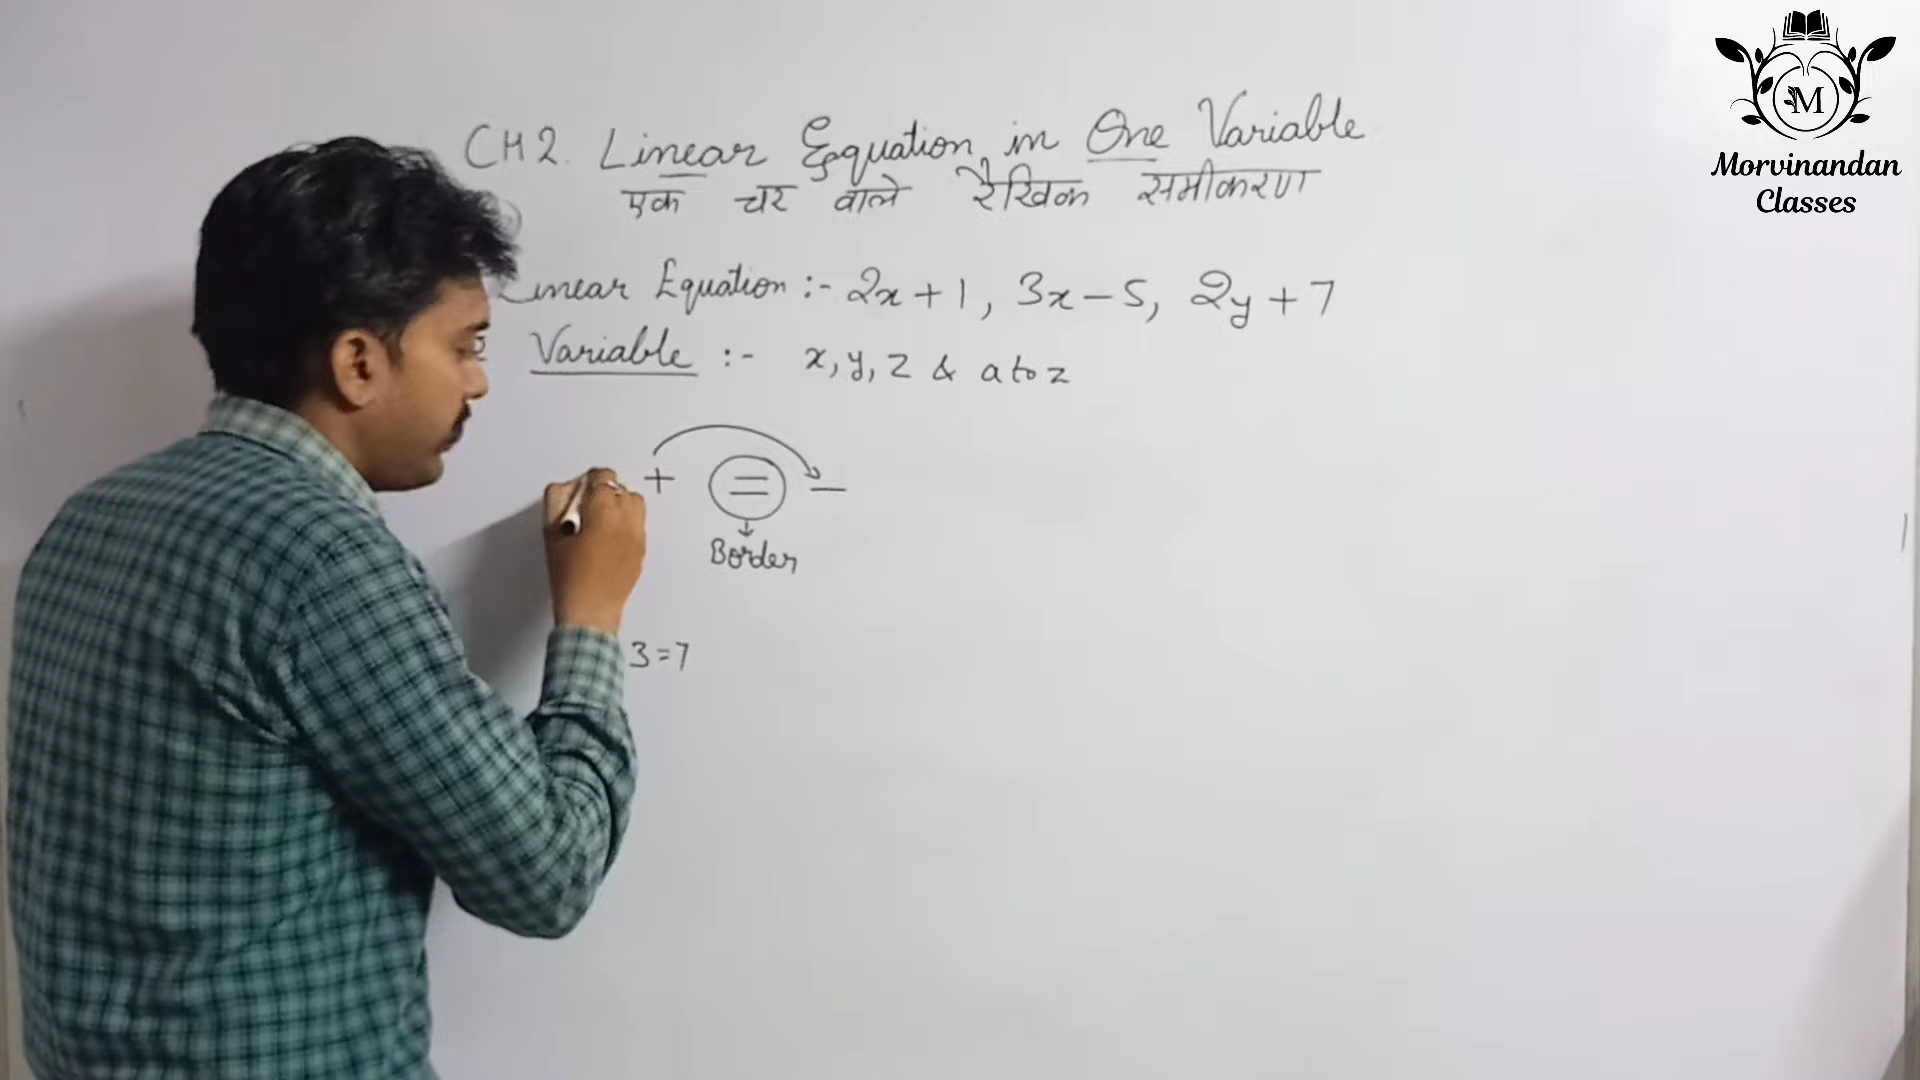 CH2. Linear Equation in One Variable
एक चर वाले रैखिक समीकरण
Linear Equation :- 2x+1, 3x-5, 2y+7
Variable :- x, y, z & a to z
+ = -
Border
3=7
M
Morvinandan
Classes